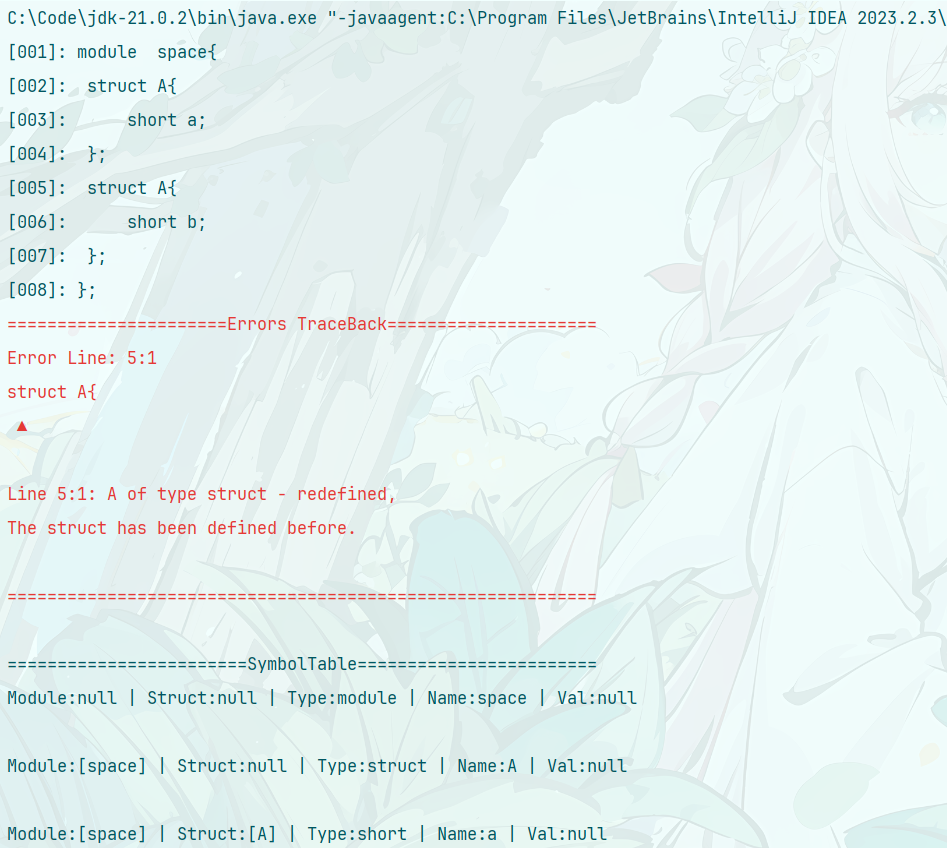 C:\Code\jdk-21.0.2\bin\java.exe "-javaagent:C:\Program Files\JetBrains\IntelliJ IDEA 2023.2.3\
[001]: module  space{
[002]:  struct A{
[003]:      short a;
[004]:  };
[005]:  struct A{
[006]:      short b;
[007]:  };
[008]: };
======================Errors TraceBack=====================
Error Line: 5:1
struct A{
 ▲
Line 5:1: A of type struct - redefined,
The struct has been defined before.
===========================================================
========================SymbolTable========================
Module:null | Struct:null | Type:module | Name:space | Val:null
Module:[space] | Struct:null | Type:struct | Name:A | Val:null
Module:[space] | Struct:[A] | Type:short | Name:a | Val:null